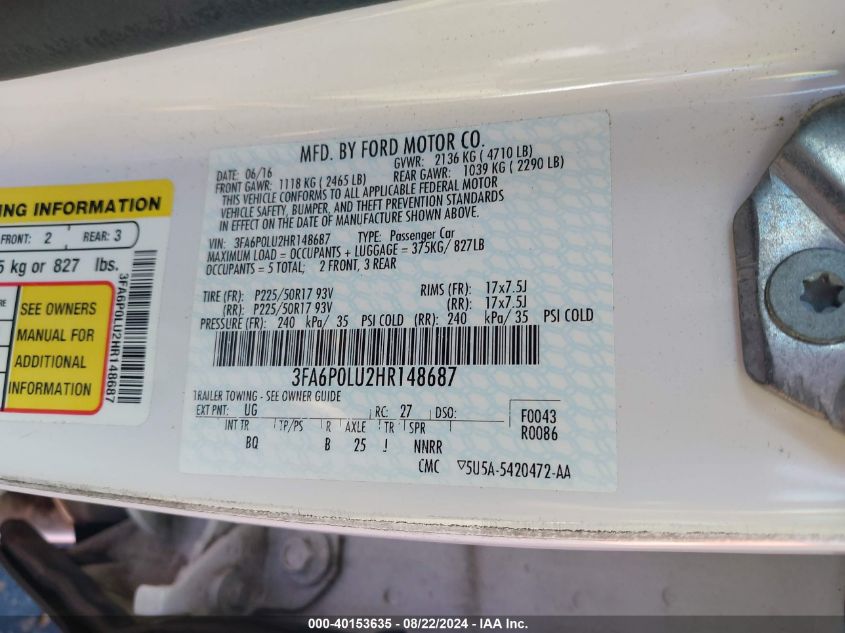 NG INFORMATION
FRONT: 2 REAR: 3
5 kg or 827 lbs.
SEE OWNERS
MANUAL FOR
ADDITIONAL
INFORMATION
3FA6P0LU2HR148687
MFD. BY FORD MOTOR CO.
DATE: 06/16 GVWR: 2136 KG ( 4710 LB)
FRONT GAWR: 1118 KG ( 2465 LB) REAR GAWR: 1039 KG ( 2290 LB)
THIS VEHICLE CONFORMS TO ALL APPLICABLE FEDERAL MOTOR
VEHICLE SAFETY, BUMPER, AND THEFT PREVENTION STANDARDS
IN EFFECT ON THE DATE OF MANUFACTURE SHOWN ABOVE.
VIN: 3FA6P0LU2HR148687 TYPE: Passenger Car
MAXIMUM LOAD = OCCUPANTS + LUGGAGE = 375KG/ 827LB
OCCUPANTS = 5 TOTAL; 2 FRONT, 3 REAR
TIRE (FR): P225/50R17 93V RIMS (FR): 17x7.5J
(RR): P225/50R17 93V (RR): 17x7.5J
PRESSURE (FR): 240 kPa/ 35 PSI COLD (RR): 240 kPa/ 35 PSI COLD
3FA6P0LU2HR148687
TRAILER TOWING - SEE OWNER GUIDE
EXT PNT: UG RC: 27 DSO: F0043
INT TR TP/PS R AXLE TR SPR R0086
BQ B 25 ! NNRR
CMC ▽5U5A-5420472-AA
000-40153635 - 08/22/2024 - © IAA Inc.